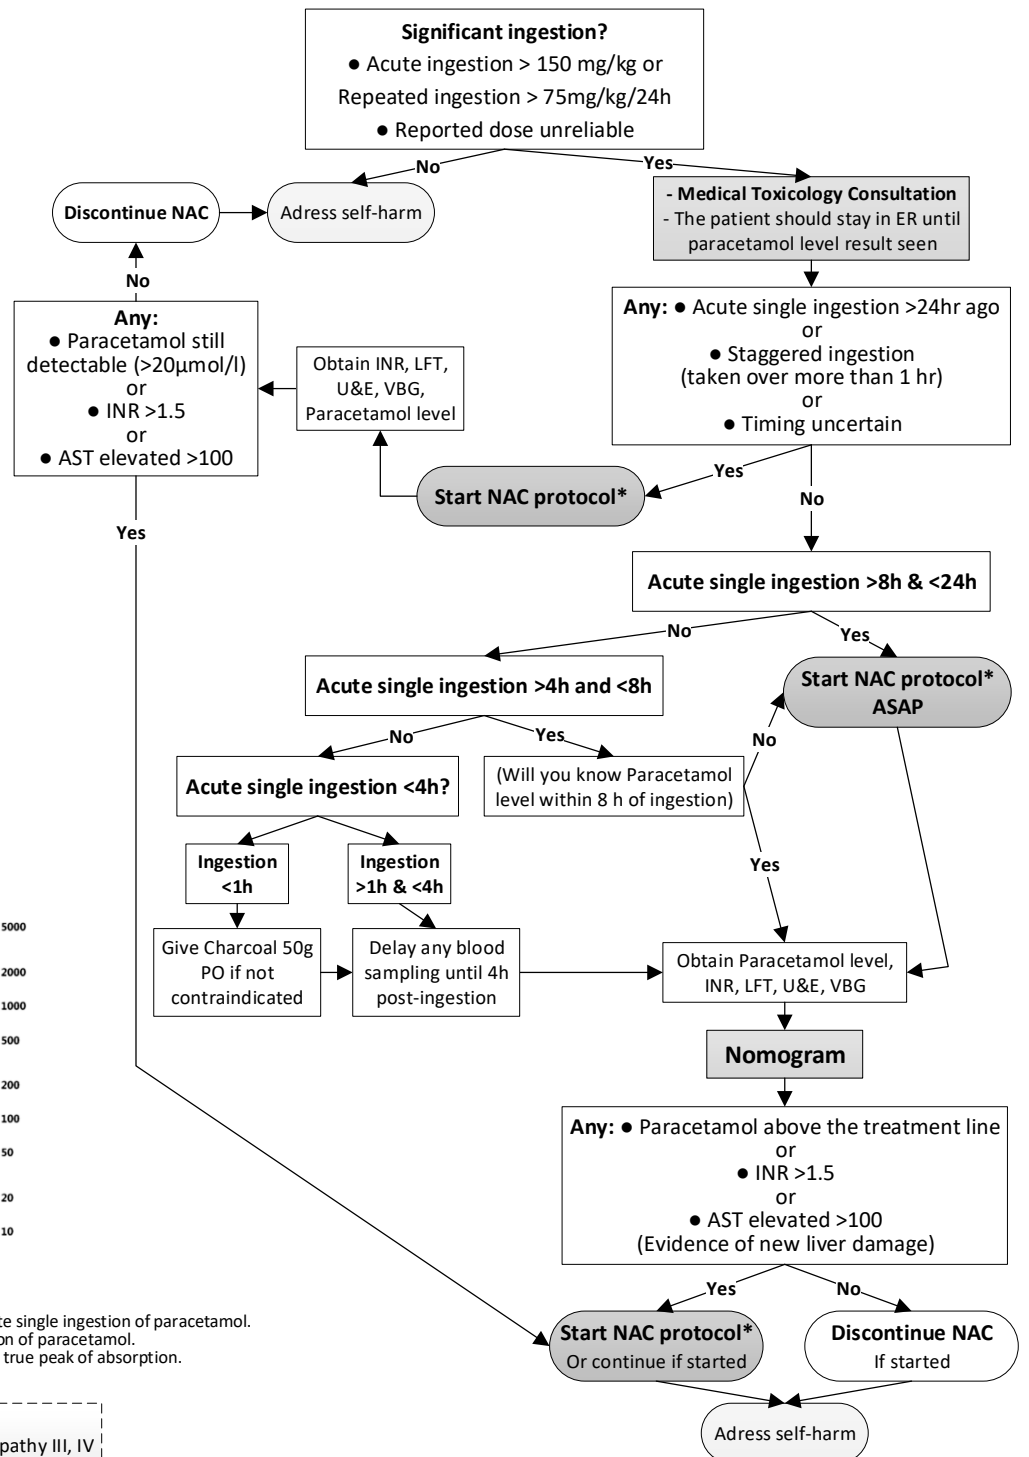 Significant ingestion?
● Acute ingestion > 150 mg/kg or
Repeated ingestion > 75mg/kg/24h
● Reported dose unreliable
No
Yes
Discontinue NAC
Adress self-harm
- Medical Toxicology Consultation
- The patient should stay in ER until
paracetamol level result seen
No
Any:
● Paracetamol still
detectable (>20µmol/l)
or
● INR >1.5
or
● AST elevated >100
Obtain INR, LFT,
U&E, VBG,
Paracetamol level
Any: ● Acute single ingestion >24hr ago
or
● Staggered ingestion
(taken over more than 1 hr)
or
● Timing uncertain
Yes
Start NAC protocol*
No
Yes
Acute single ingestion >8h & <24h
No
Yes
Acute single ingestion >4h and <8h
Start NAC protocol*
ASAP
No
Yes
No
Acute single ingestion <4h?
(Will you know Paracetamol
level within 8 h of ingestion)
Ingestion
<1h
Ingestion
>1h & <4h
Yes
Give Charcoal 50g
PO if not
contraindicated
Delay any blood
sampling until 4h
post-ingestion
Obtain Paracetamol level,
INR, LFT, U&E, VBG
5000
2000
1000
500
200
100
50
20
10
Nomogram
Any: ● Paracetamol above the treatment line
or
● INR >1.5
or
● AST elevated >100
(Evidence of new liver damage)
Yes
No
te single ingestion of paracetamol.
on of paracetamol.
true peak of absorption.
Start NAC protocol*
Or continue if started
Discontinue NAC
If started
pathy III, IV
Adress self-harm